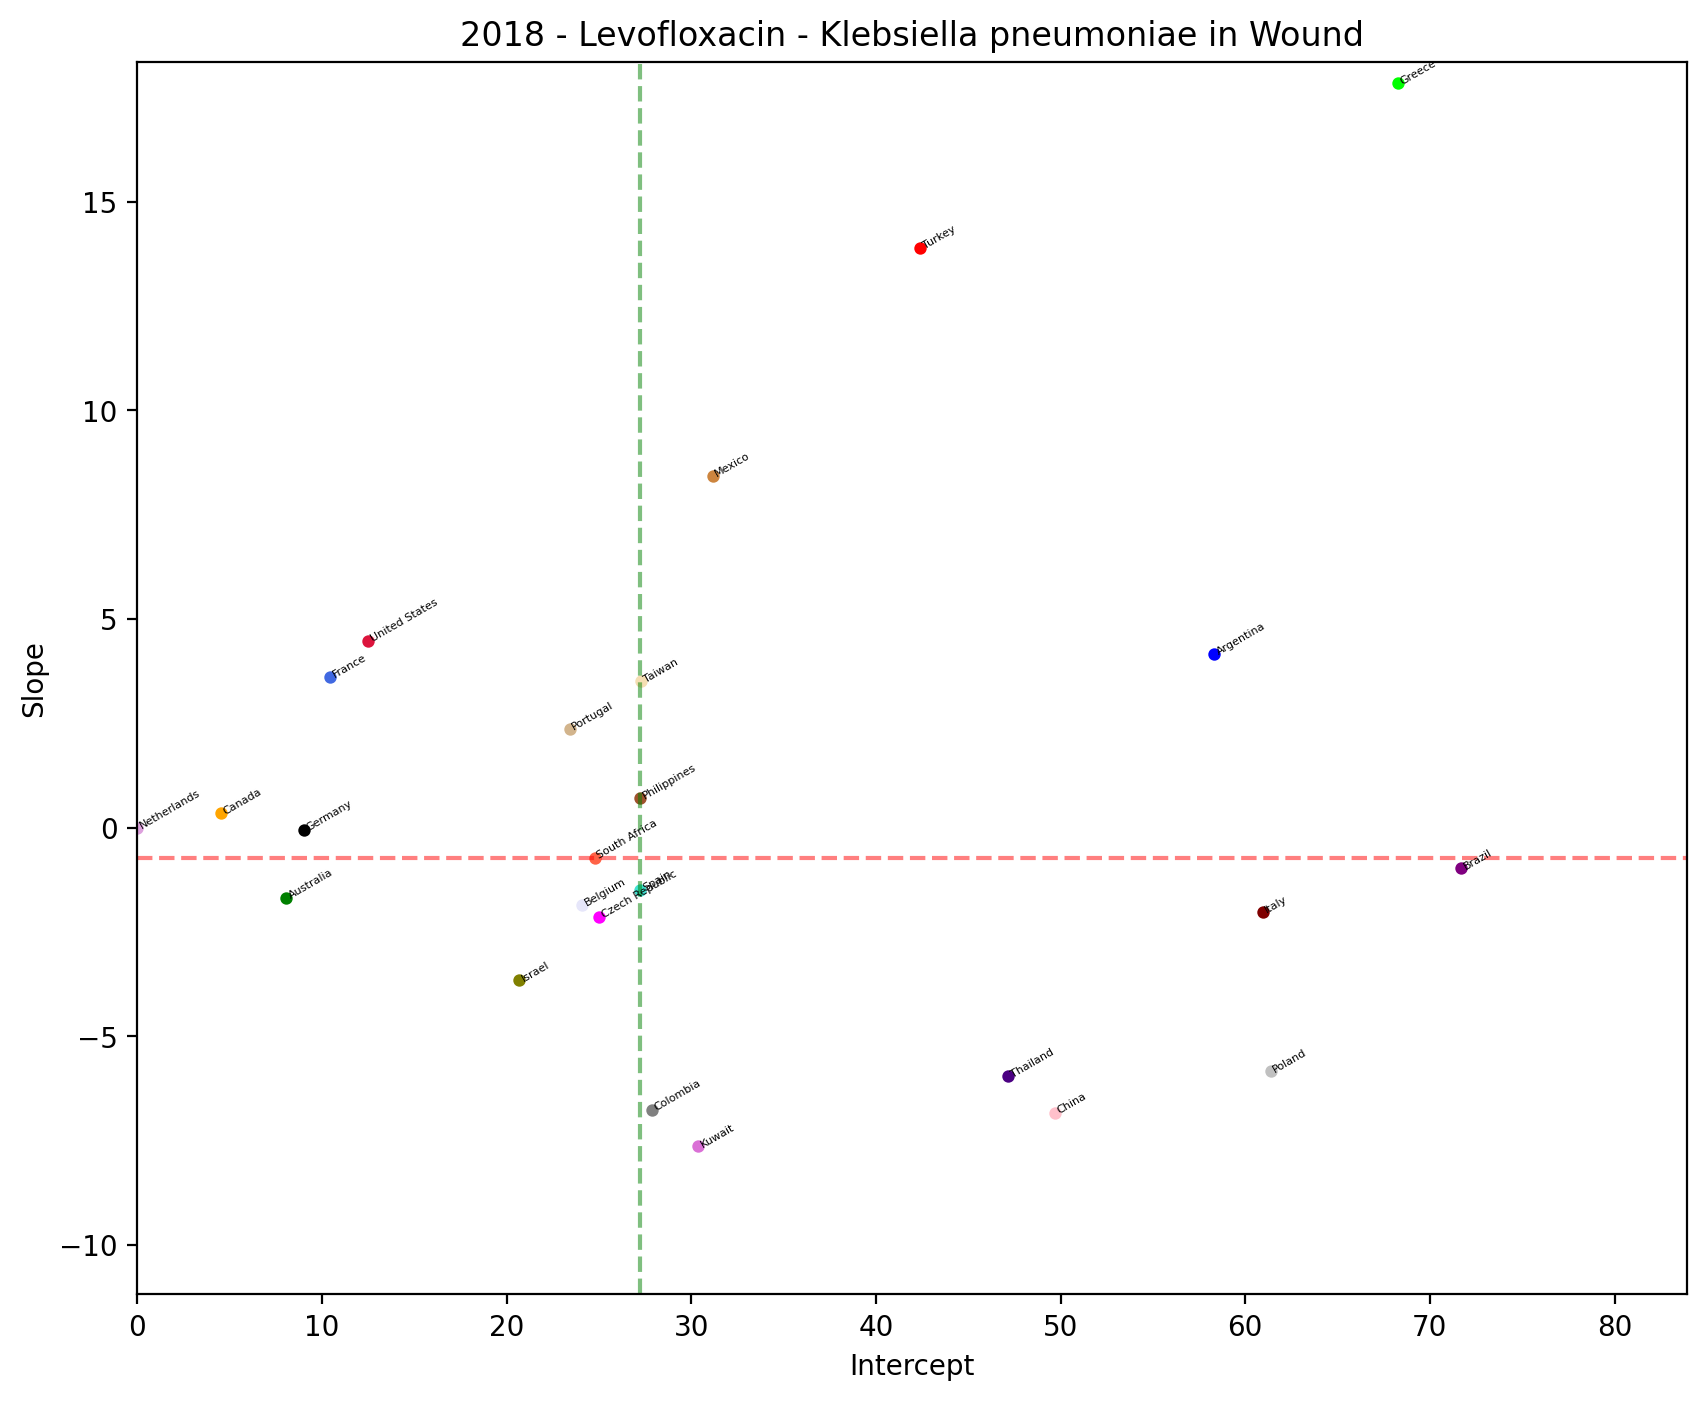 2018 - Levofloxacin - Klebsiella pneumoniae in Wound
Greece
15
Turkey
10
Mexico
5
United States
Argentina
France
Taiwan
Slope
Portugal
Philippines
Netherlands
Canada
Germany
0
South Africa
Brazil
Australia
Belgium
Spain
Czech Republic
Italy
Israel
−5
Thailand
Poland
Colombia
China
Kuwait
−10
0 10 20 30 40 50 60 70 80
Intercept